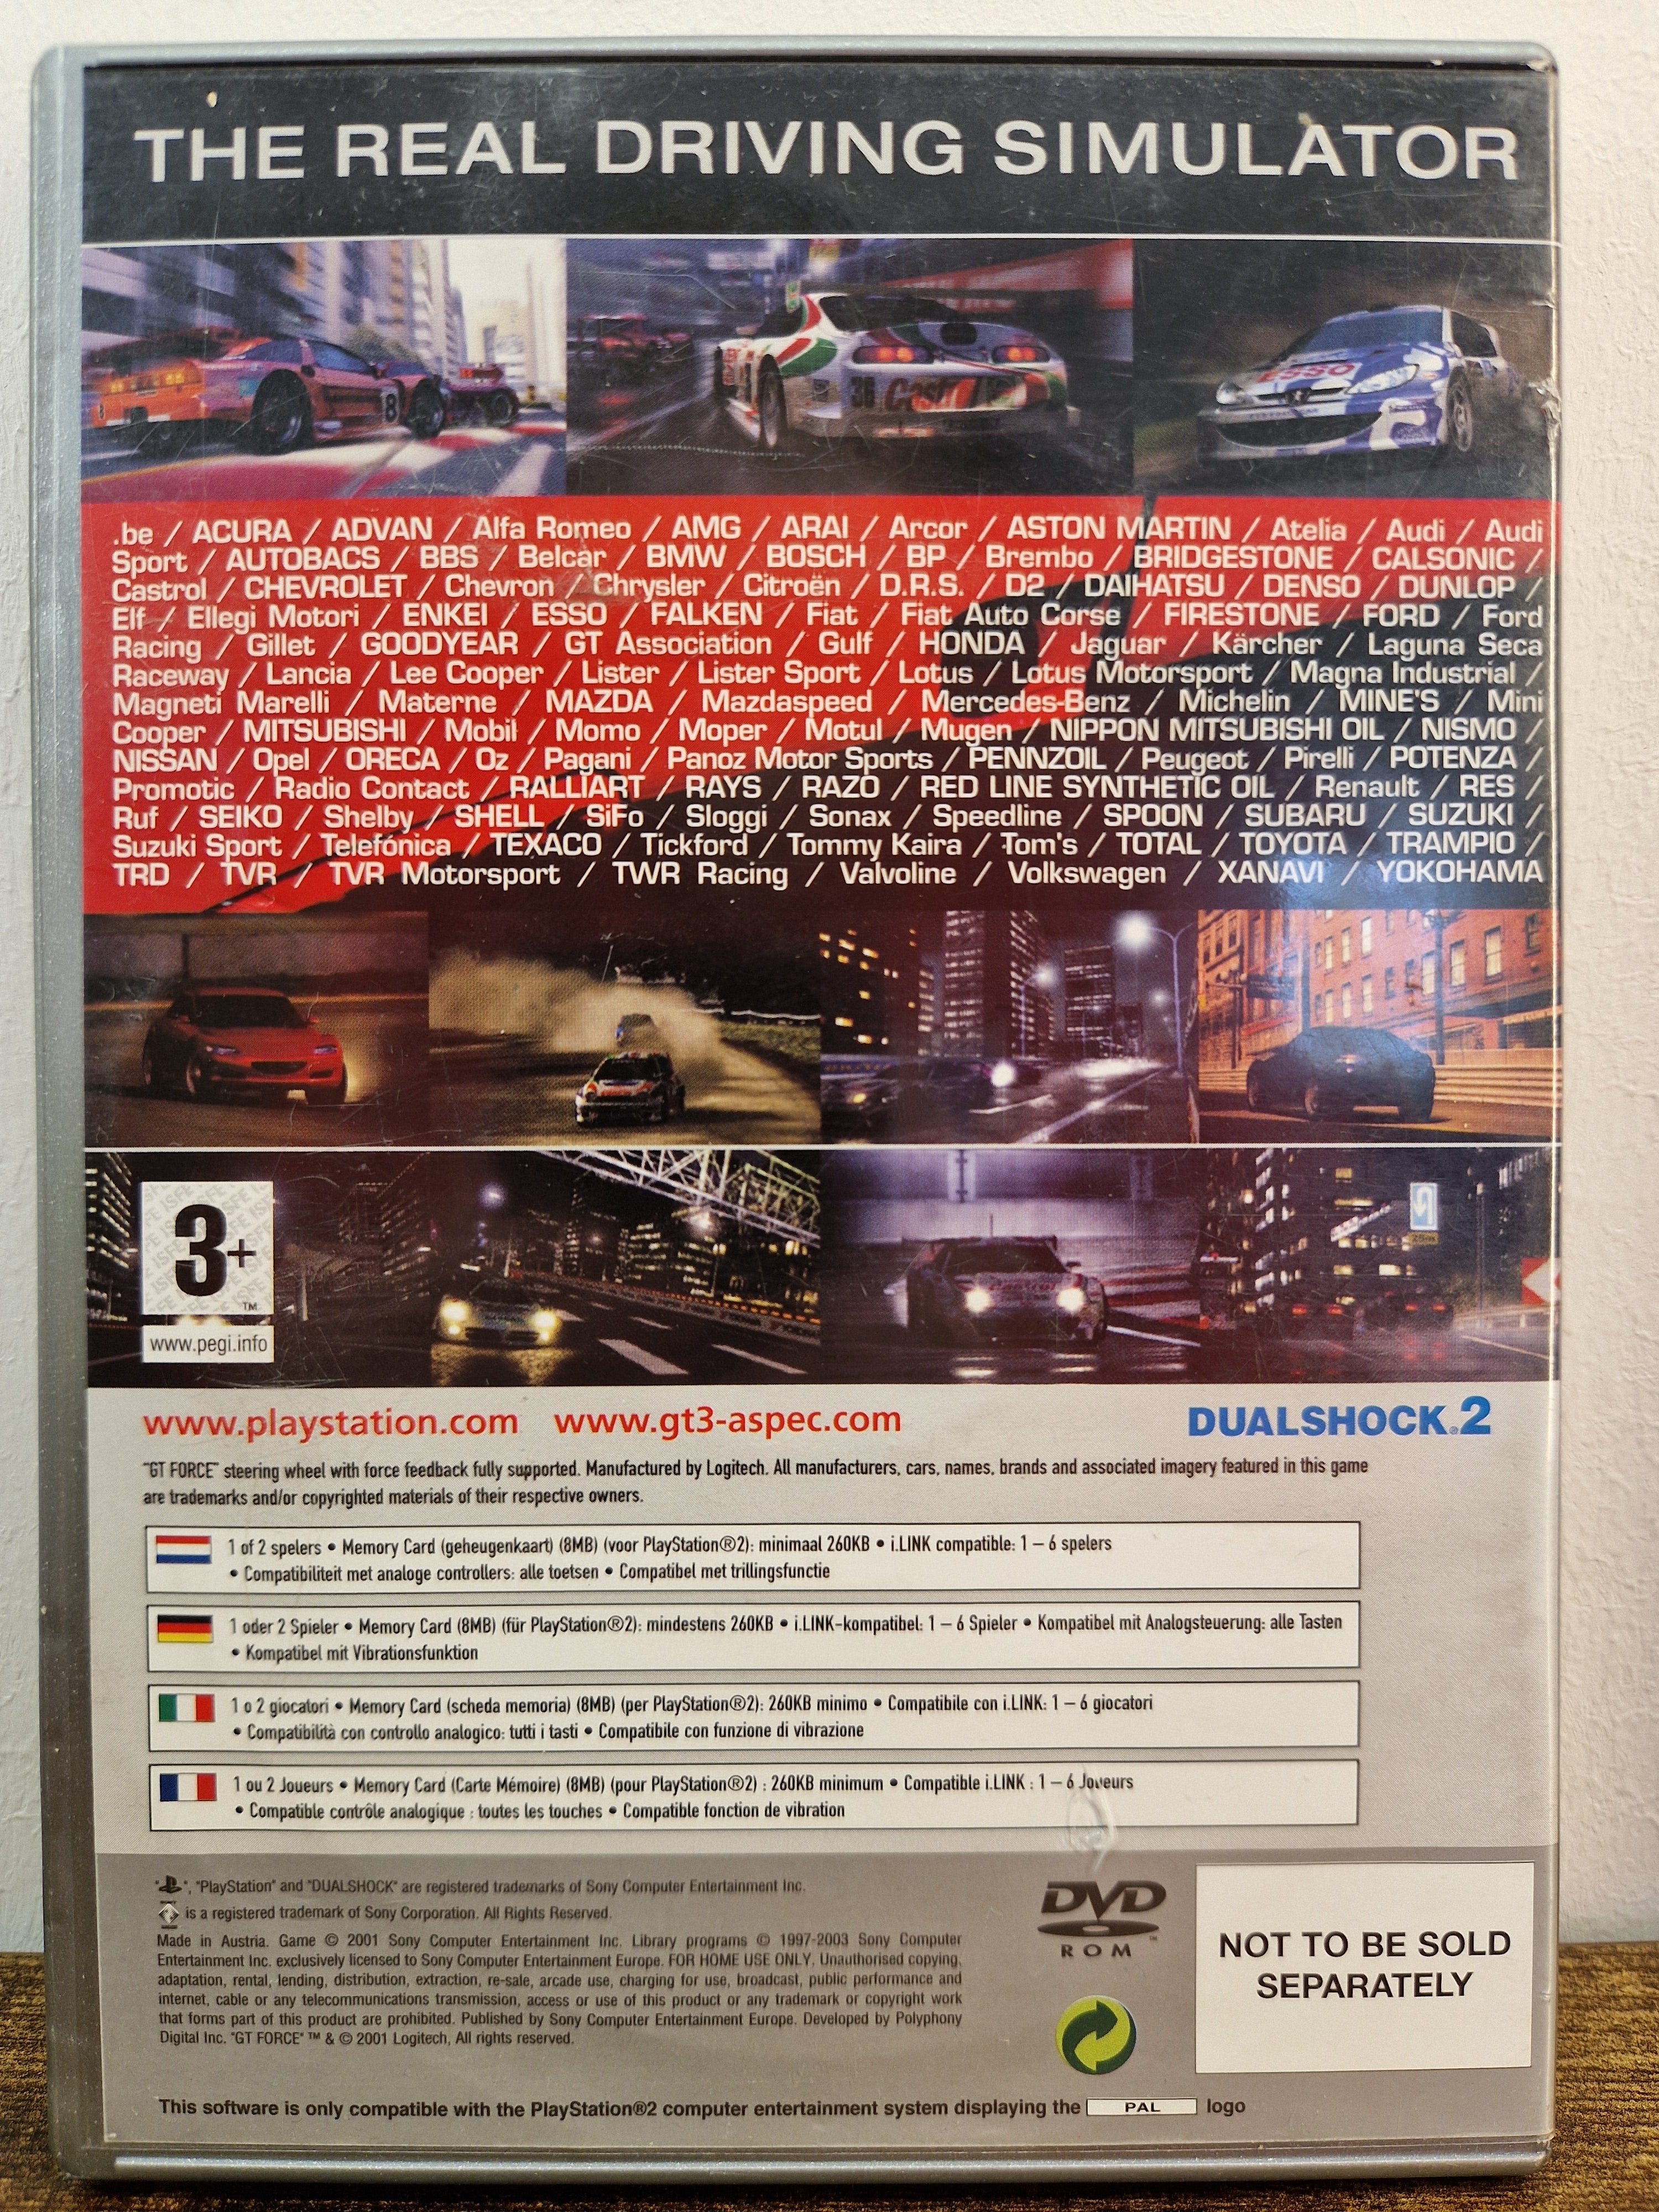 THE REAL DRIVING SIMULATOR
8
36 Castrol
ESSO
.be / ACURA / ADVAN / Alfa Romeo / AMG / ARAI / Arcor / ASTON MARTIN / Atelia / Audi / Audi
Sport / AUTOBACS / BBS / Belcar / BMW / BOSCH / BP / Brembo / BRIDGESTONE / CALSONIC /
Castrol / CHEVROLET / Chevron / Chrysler / Citroën / D.R.S. / D2 / DAIHATSU / DENSO / DUNLOP /
Elf / Ellegi Motori / ENKEI / ESSO / FALKEN / Fiat / Fiat Auto Corse / FIRESTONE / FORD / Ford
Racing / Gillet / GOODYEAR / GT Association / Gulf / HONDA / Jaguar / Kärcher / Laguna Seca
Raceway / Lancia / Lee Cooper / Lister / Lister Sport / Lotus / Lotus Motorsport / Magna Industrial /
Magneti Marelli / Materne / MAZDA / Mazdaspeed / Mercedes-Benz / Michelin / MINE'S / Mini
Cooper / MITSUBISHI / Mobil / Momo / Moper / Motul / Mugen / NIPPON MITSUBISHI OIL / NISMO /
NISSAN / Opel / ORECA / Oz / Pagani / Panoz Motor Sports / PENNZOIL / Peugeot / Pirelli / POTENZA /
Promotic / Radio Contact / RALLIART / RAYS / RAZO / RED LINE SYNTHETIC OIL / Renault / RES /
Ruf / SEIKO / Shelby / SHELL / SiFo / Sloggi / Sonax / Speedline / SPOON / SUBARU / SUZUKI /
Suzuki Sport / Telefónica / TEXACO / Tickford / Tommy Kaira / Tom's / TOTAL / TOYOTA / TRAMPIO /
TRD / TVR / TVR Motorsport / TWR Racing / Valvoline / Volkswagen / XANAVI / YOKOHAMA
3+
TM
www.pegi.info
www.playstation.com www.gt3-aspec.com DUALSHOCK®2
"GT FORCE" steering wheel with force feedback fully supported. Manufactured by Logitech. All manufacturers, cars, names, brands and associated imagery featured in this game
are trademarks and/or copyrighted materials of their respective owners.
1 of 2 spelers • Memory Card (geheugenkaart) (8MB) (voor PlayStation®2): minimaal 260KB • i.LINK compatible: 1 – 6 spelers
• Compatibiliteit met analoge controllers: alle toetsen • Compatibel met trillingsfunctie
1 oder 2 Spieler • Memory Card (8MB) (für PlayStation®2): mindestens 260KB • i.LINK-kompatibel: 1 – 6 Spieler • Kompatibel mit Analogsteuerung: alle Tasten
• Kompatibel mit Vibrationsfunktion
1 o 2 giocatori • Memory Card (scheda memoria) (8MB) (per PlayStation®2): 260KB minimo • Compatibile con i.LINK: 1 – 6 giocatori
• Compatibilità con controllo analogico: tutti i tasti • Compatibile con funzione di vibrazione
1 ou 2 Joueurs • Memory Card (Carte Mémoire) (8MB) (pour PlayStation®2) : 260KB minimum • Compatible i.LINK : 1 – 6 Joueurs
• Compatible contrôle analogique : toutes les touches • Compatible fonction de vibration
" ", "PlayStation" and "DUALSHOCK" are registered trademarks of Sony Computer Entertainment Inc.
is a registered trademark of Sony Corporation. All Rights Reserved.
Made in Austria. Game © 2001 Sony Computer Entertainment Inc. Library programs © 1997-2003 Sony Computer
Entertainment Inc. exclusively licensed to Sony Computer Entertainment Europe. FOR HOME USE ONLY. Unauthorised copying,
adaptation, rental, lending, distribution, extraction, re-sale, arcade use, charging for use, broadcast, public performance and
internet, cable or any telecommunications transmission, access or use of this product or any trademark or copyright work
that forms part of this product are prohibited. Published by Sony Computer Entertainment Europe. Developed by Polyphony
Digital Inc. "GT FORCE" ™ & © 2001 Logitech, All rights reserved.
DVD
ROM
NOT TO BE SOLD
SEPARATELY
This software is only compatible with the PlayStation®2 computer entertainment system displaying the PAL logo